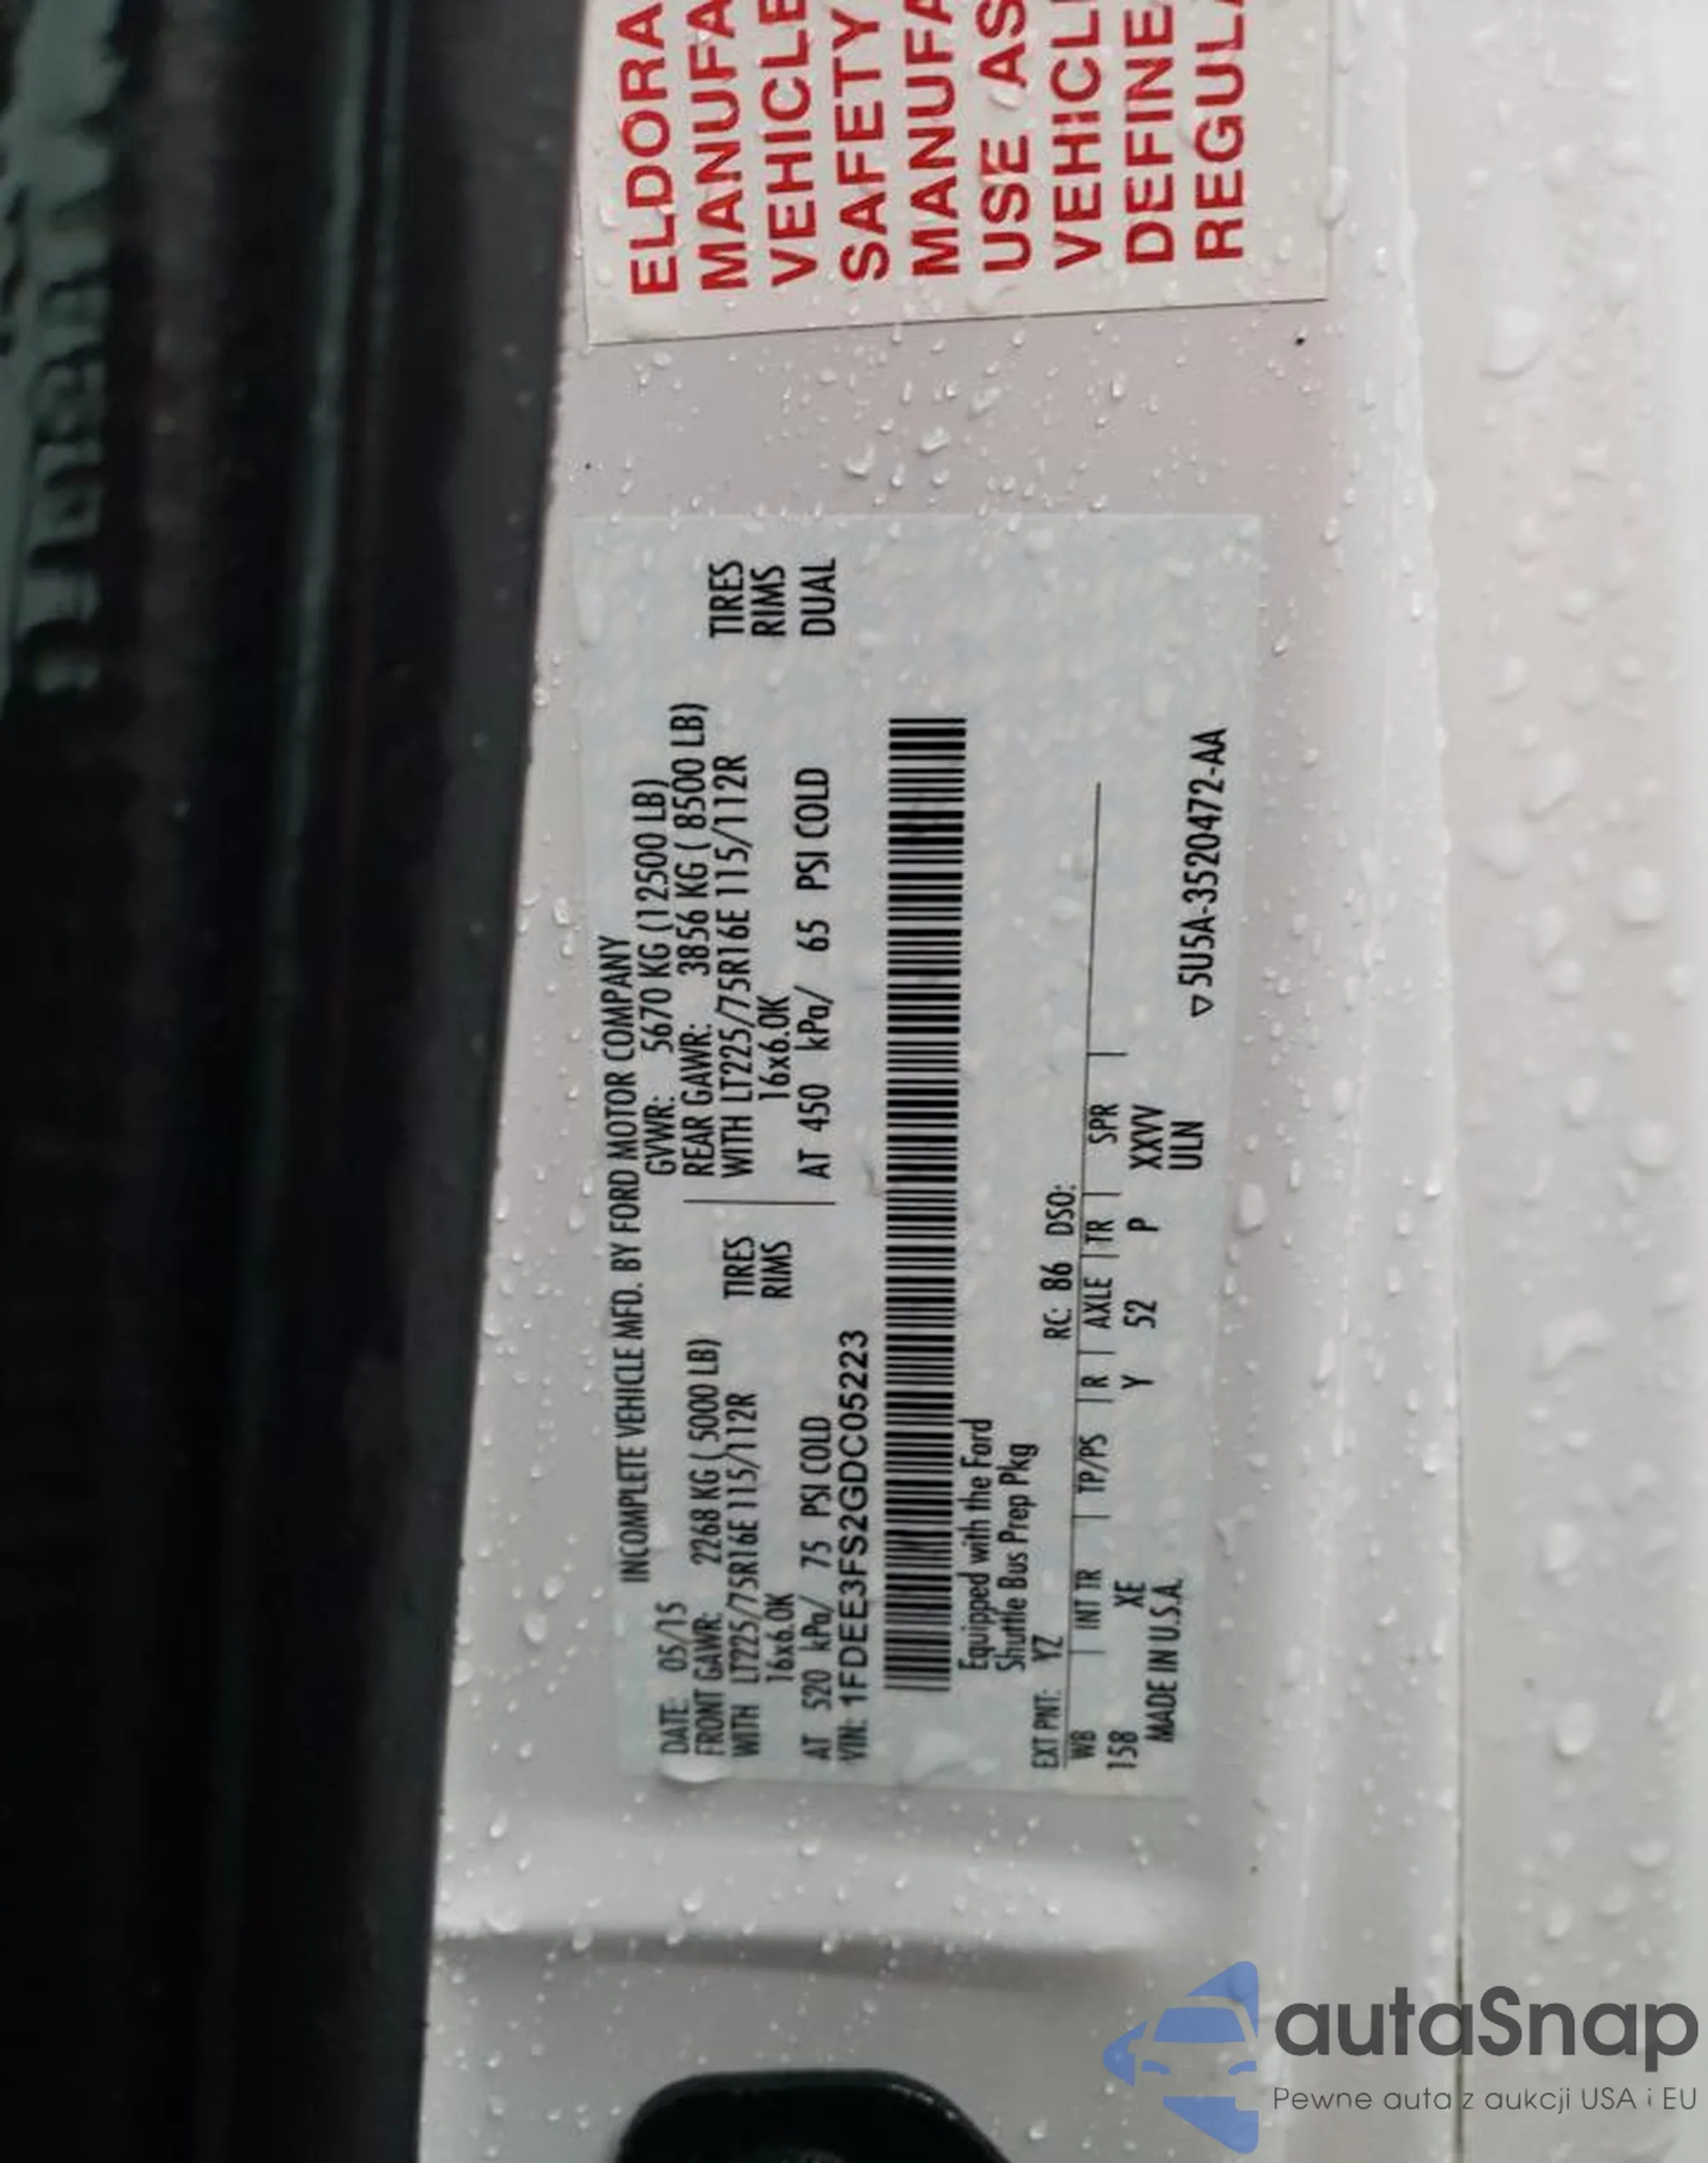 INCOMPLETE VEHICLE MFD. BY FORD MOTOR COMPANY
DATE: 05/15 GVWR: 5670 KG (12500 LB)
FRONT GAWR: 2268 KG ( 5000 LB) REAR GAWR: 3856 KG ( 8500 LB)
WITH LT225/75R16E 115/112R TIRES WITH LT225/75R16E 115/112R TIRES
16x6.0K RIMS 16x6.0K RIMS
AT 520 kPa/ 75 PSI COLD AT 450 kPa/ 65 PSI COLD DUAL
VIN: 1FDEE3FS2GDC05223
Equipped with the Ford
Shuttle Bus Prep Pkg
EXT PNT: YZ RC: 86 DSO:
WB INT TR TP/PS R AXLE TR SPR
158 XE Y 52 P XXVV
MADE IN U.S.A. ULN
5U5A-3520472-AA
ELDORA
MANUFA
VEHICLE
SAFETY
MANUFA
USE AS
VEHICL
DEFINE
REGULA
autaSnap
Pewne auta z aukcji USA i EU